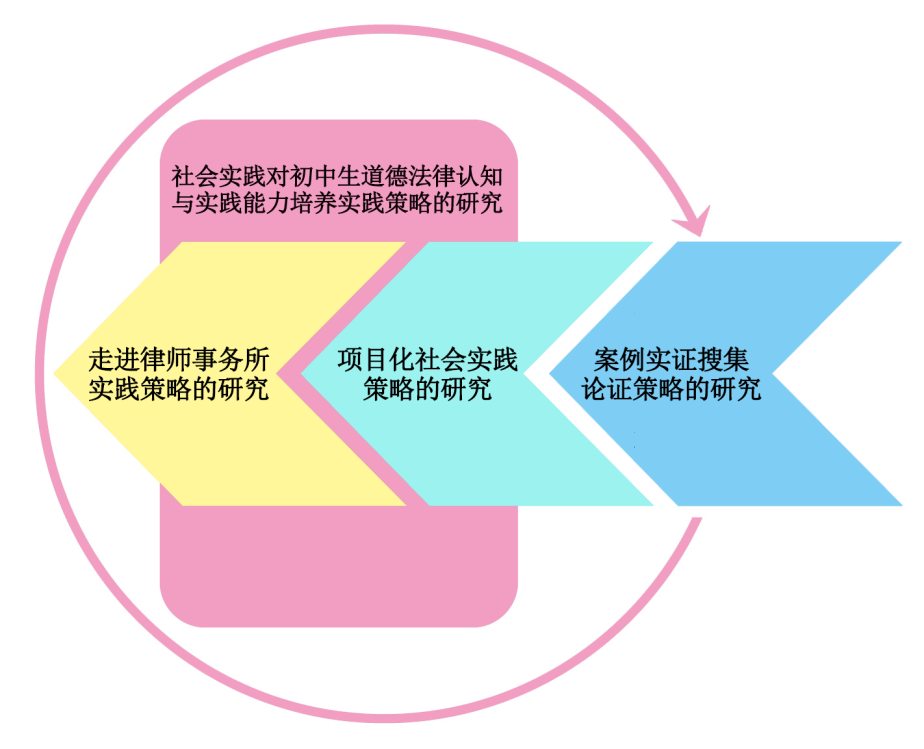 社会实践对初中生道德法律认知
与实践能力培养实践策略的研究
走进律师事务所
实践策略的研究
项目化社会实践
策略的研究
案例实证搜集
论证策略的研究